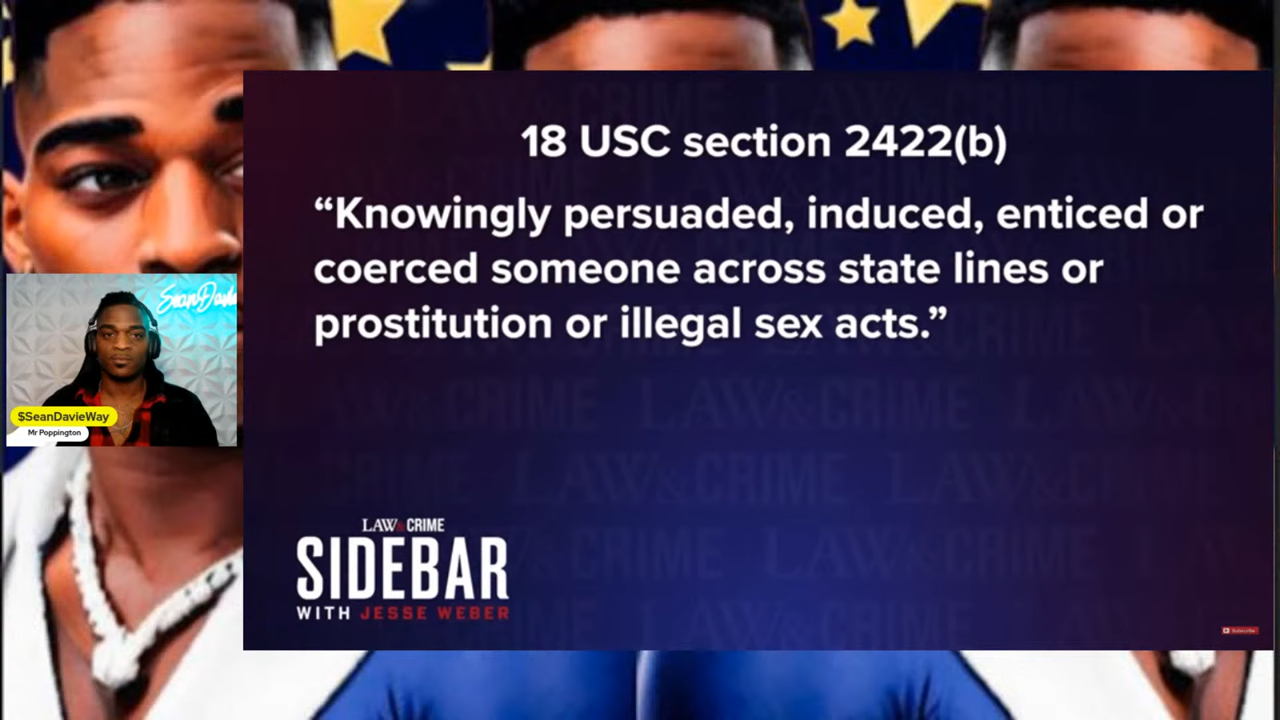 18 USC section 2422(b)
“Knowingly persuaded, induced, enticed or
coerced someone across state lines or
prostitution or illegal sex acts.”
$SeanDavieWay
Mr Poppington
LAW&CRIME
SIDEBAR
WITH JESSE WEBER
Subscribe